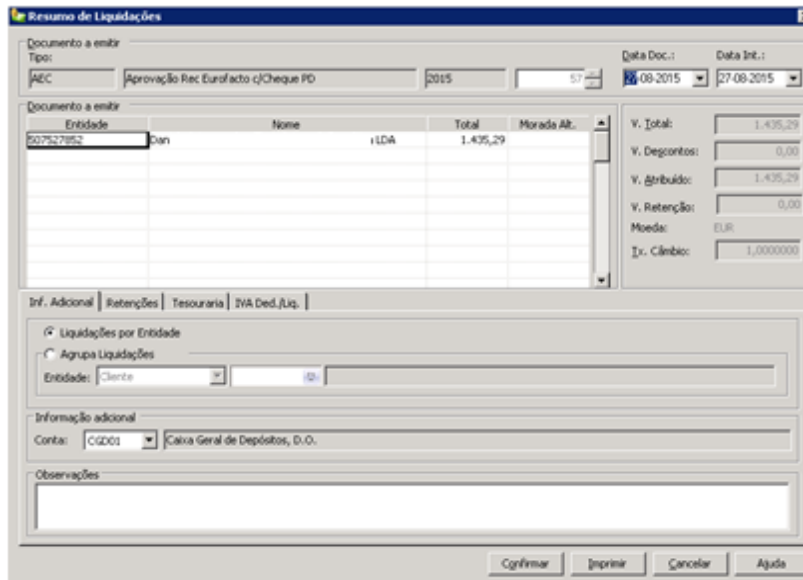 Resumo de Liquidações
Documento a emitir
Tipo:
Data Doc.: Data Int.:
AEC Aprovação Rec Eurofacto c/Cheque PD 2015 57 27-08-2015 27-08-2015
Documento a emitir
Entidade Nome Total Morada Alt.
507527852 Dan LDA 1.435,29
V. Total: 1.435,29
V. Descontos: 0,00
V. Atribuído: 1.435,29
V. Retenção: 0,00
Moeda: EUR
Tx. Câmbio: 1,0000000
Inf. Adicional Retenções Tesouraria IVA Ded./Liq.
Liquidações por Entidade
Agrupa Liquidações
Entidade: Cliente
Informação adicional
Conta: CGD01 Caixa Geral de Depósitos, D.O.
Observações
Confirmar Imprimir Cancelar Ajuda